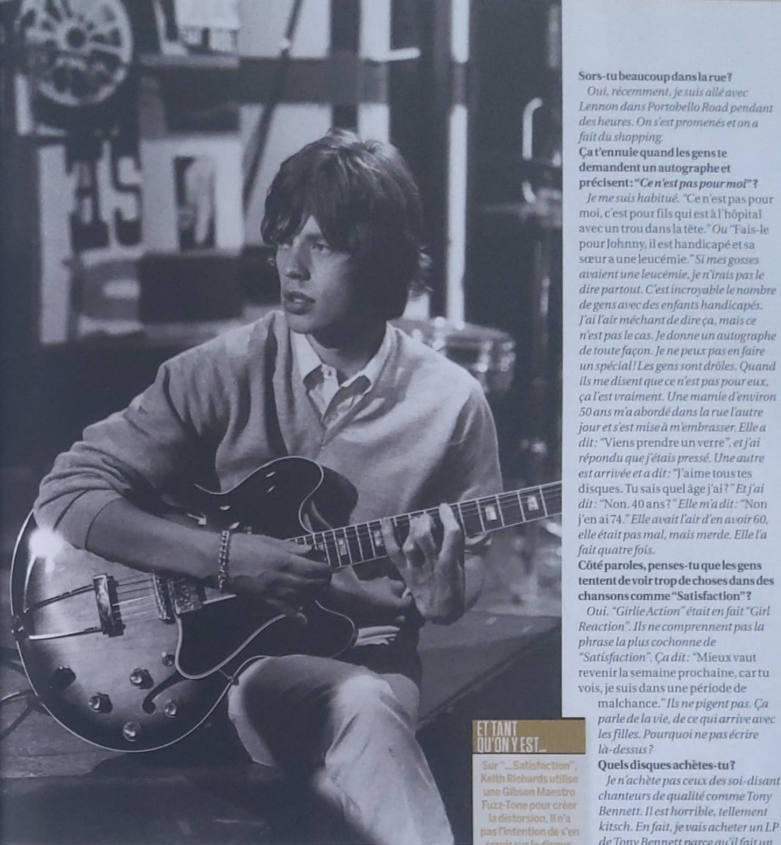 Sors-tu beaucoup dans la rue ?
Oui, récemment, je suis allé avec
Lennon dans Portobello Road pendant
des heures. On s'est promenés et on a
fait du shopping.
Ça t'ennuie quand les gens te
demandent un autographe et
précisent : "Ce n'est pas pour moi" ?
Je me suis habitué. "Ce n'est pas pour
moi, c'est pour fils qui est à l'hôpital
avec un trou dans la tête." Ou "Fais-le
pour Johnny, il est handicapé et sa
sœur a une leucémie." Si mes gosses
avaient une leucémie, je n'irais pas le
dire partout. C'est incroyable le nombre
de gens avec des enfants handicapés.
J'ai l'air méchant de dire ça, mais ce
n'est pas le cas. Je donne un autographe
de toute façon. Je ne peux pas en faire
un spécial ! Les gens sont drôles. Quand
ils me disent que ce n'est pas pour eux,
ça l'est vraiment. Une mamie d'environ
50 ans m'a abordé dans la rue l'autre
jour et s'est mise à m'embrasser. Elle a
dit : "Viens prendre un verre", et j'ai
répondu que j'étais pressé. Une autre
est arrivée et a dit : "J'aime tous tes
disques. Tu sais quel âge j'ai ?" Et j'ai
dit : "Non. 40 ans ?" Elle m'a dit : "Non
j'en ai 74." Elle avait l'air d'en avoir 60,
elle était pas mal, mais merde. Elle l'a
fait quatre fois.
Côté paroles, penses-tu que les gens
tentent de voir trop de choses dans des
chansons comme "Satisfaction" ?
Oui. "Girlie Action" était en fait "Girl
Reaction". Ils ne comprennent pas la
phrase la plus cochonne de
"Satisfaction". Ça dit : "Mieux vaut
revenir la semaine prochaine, car tu
vois, je suis dans une période de
malchance." Ils ne pigent pas. Ça
parle de la vie, de ce qui arrive avec
les filles. Pourquoi ne pas écrire
là-dessus ?
Quels disques achètes-tu ?
Je n'achète pas ceux des soi-disant
chanteurs de qualité comme Tony
Bennett. Il est horrible, tellement
kitsch. En fait, je vais acheter un LP
de Tony Bennett parce qu'il fait un
ET TANT
QU'ON Y EST...
Sur "...Satisfaction",
Keith Richards utilise
une Gibson Maestro
Fuzz-Tone pour créer
la distorsion. Il n'a
pas l'intention de s'en